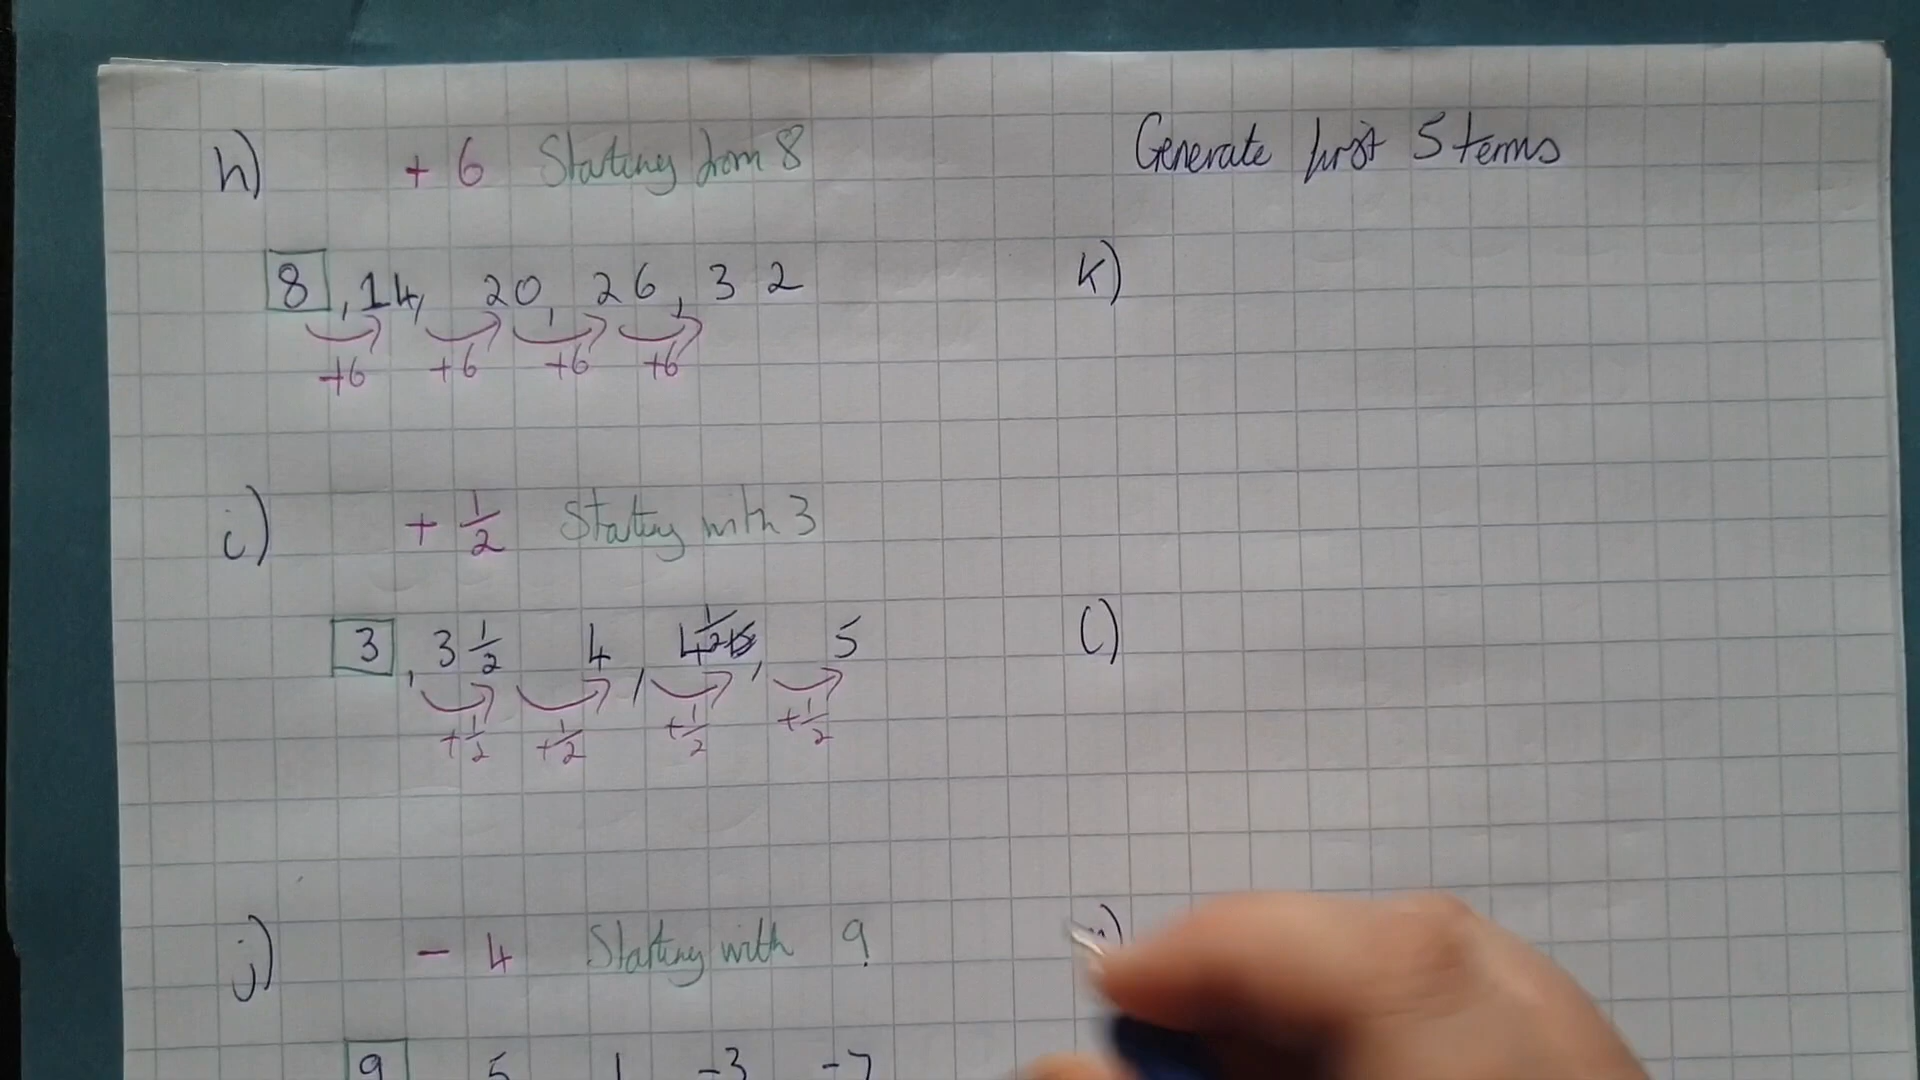 h) + 6 Starting from 8
8, 14, 20, 26, 32
+6 +6 +6 +6
i) + 1/2 Starting with 3
3, 3 1/2 4, 4 1/2, 5
+1/2 +1/2 +1/2 +1/2
j) - 4 Starting with 9
9 5 1 -3 -7
Generate first 5 terms
k)
l)